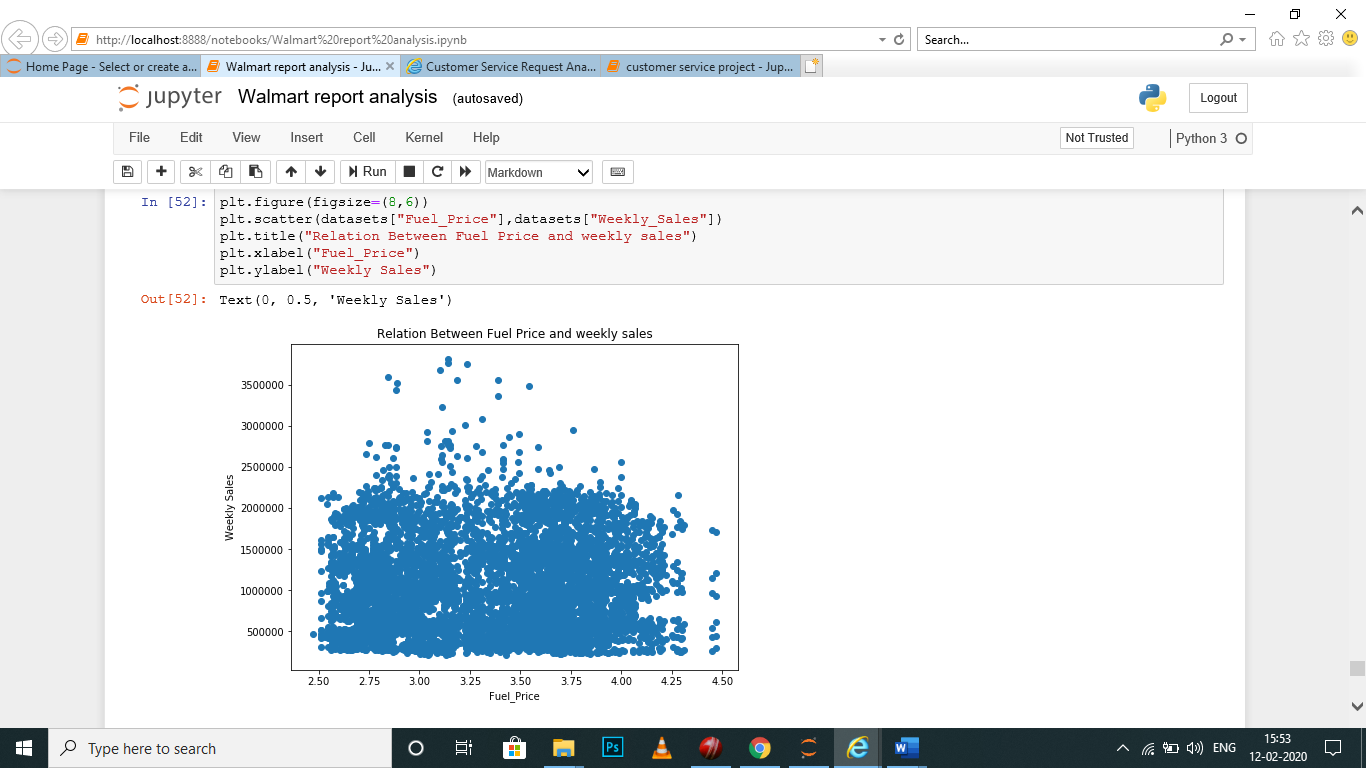 http://localhost:8888/notebooks/Walmart%20report%20analysis.ipynb
Search...
Home Page - Select or create a...
Walmart report analysis - Ju...
Customer Service Request Ana...
customer service project - Jup...
jupyter Walmart report analysis (autosaved)
Logout
File Edit View Insert Cell Kernel Help
Not Trusted
Python 3
Run
Markdown
In [52]: plt.figure(figsize=(8,6))
plt.scatter(datasets["Fuel_Price"],datasets["Weekly_Sales"])
plt.title("Relation Between Fuel Price and weekly sales")
plt.xlabel("Fuel_Price")
plt.ylabel("Weekly Sales")
Out[52]: Text(0, 0.5, 'Weekly Sales')
Relation Between Fuel Price and weekly sales
3500000
3000000
2500000
2000000
1500000
1000000
500000
Weekly Sales
2.50 2.75 3.00 3.25 3.50 3.75 4.00 4.25 4.50
Fuel_Price
Type here to search
Ps
W
ENG
15:53
12-02-2020